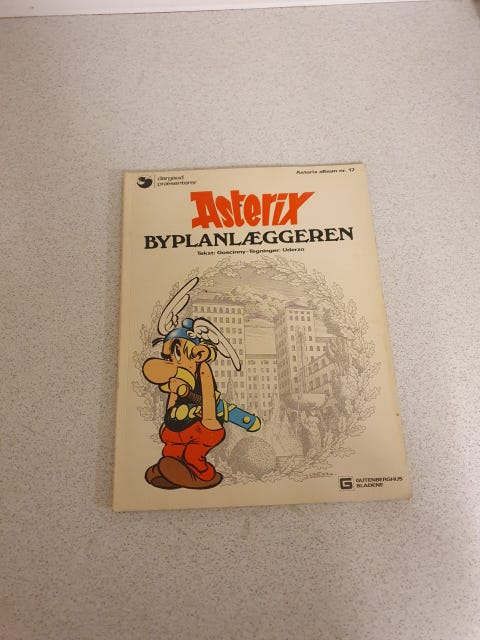 dargaud
præsenterer
Asterix album nr. 17
Asterix
BYPLANLÆGGEREN
Tekst: Goscinny - Tegninger: Uderzo
G GUTENBERGHUS
BLADENE